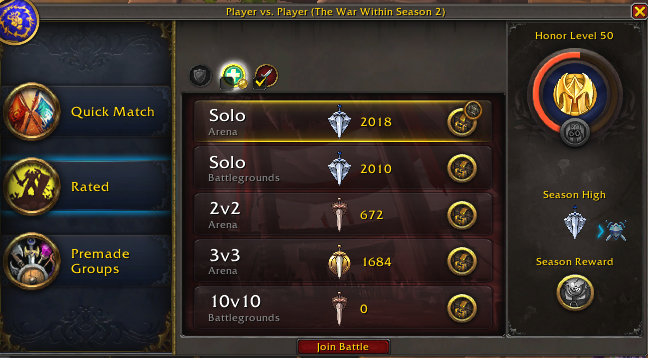 Player vs. Player (The War Within Season 2)
Honor Level 50
Quick Match
Rated
Premade
Groups
Solo
Arena
2018
Solo
Battlegrounds
2010
2v2
Arena
672
3v3
Arena
1684
10v10
Battlegrounds
0
Join Battle
Season High
Season Reward